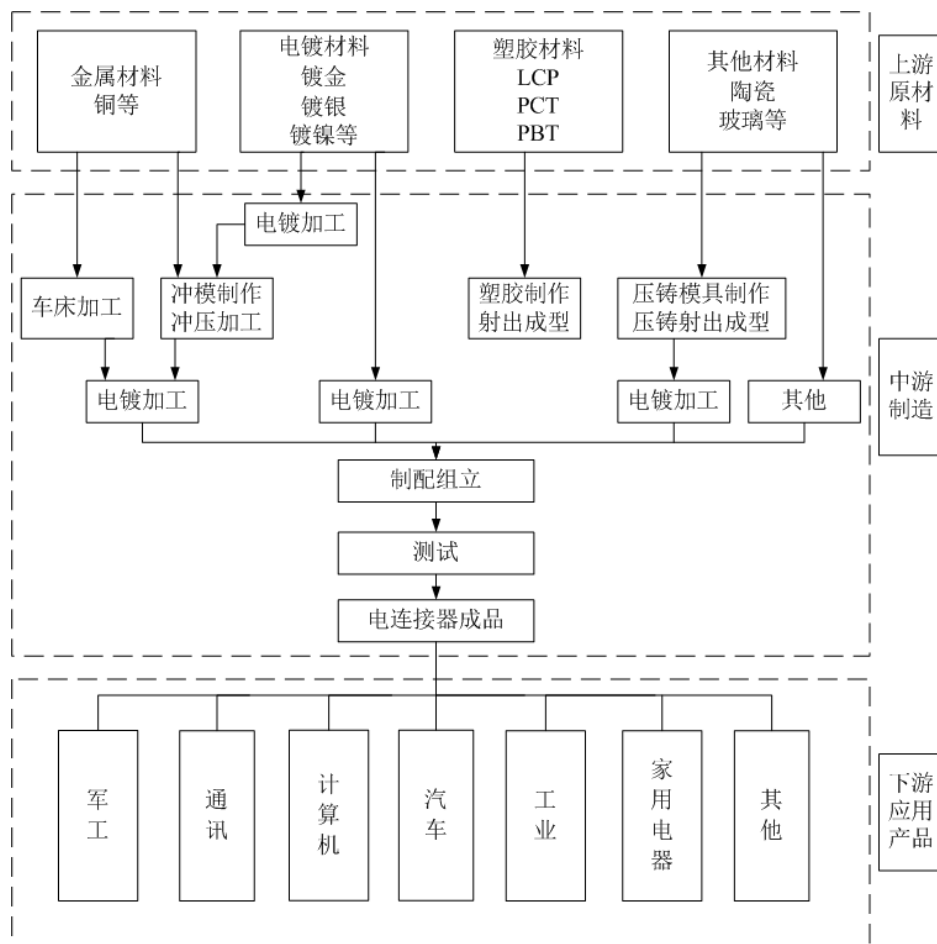 金属材料
铜等
电镀材料
镀金
镀银
镀镍等
塑胶材料
LCP
PCT
PBT
其他材料
陶瓷
玻璃等
上游
原材
料
电镀加工
车床加工
冲模制作
冲压加工
塑胶制作
射出成型
压铸模具制作
压铸射出成型
电镀加工
电镀加工
电镀加工
其他
中游
制造
制配组立
测试
电连接器成品
军工
通讯
计算机
汽车
工业
家用电器
其他
下游
应用
产品